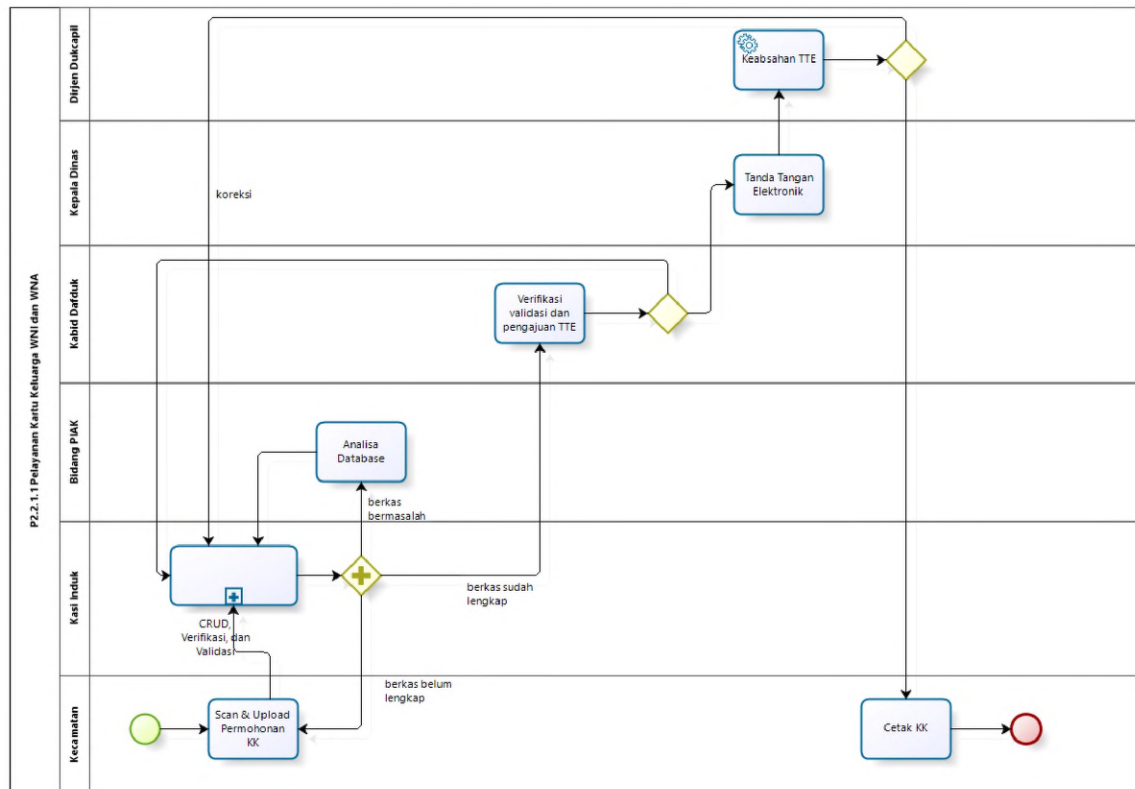 P2.2.1.1 Pelayanan Kartu Keluarga WNI dan WNA
Dirjen Dukcapil
Keabsahan TTE
Kepala Dinas
koreksi
Tanda Tangan
Elektronik
Kabid Dafduk
Verifikasi
validasi dan
pengajuan TTE
Bidang PIAK
Analisa
Database
berkas
bermasalah
Kasi Induk
berkas sudah
lengkap
CRUD,
Verifikasi, dan
Validasi
berkas belum
lengkap
Kecamatan
Scan & Upload
Permohonan
KK
Cetak KK